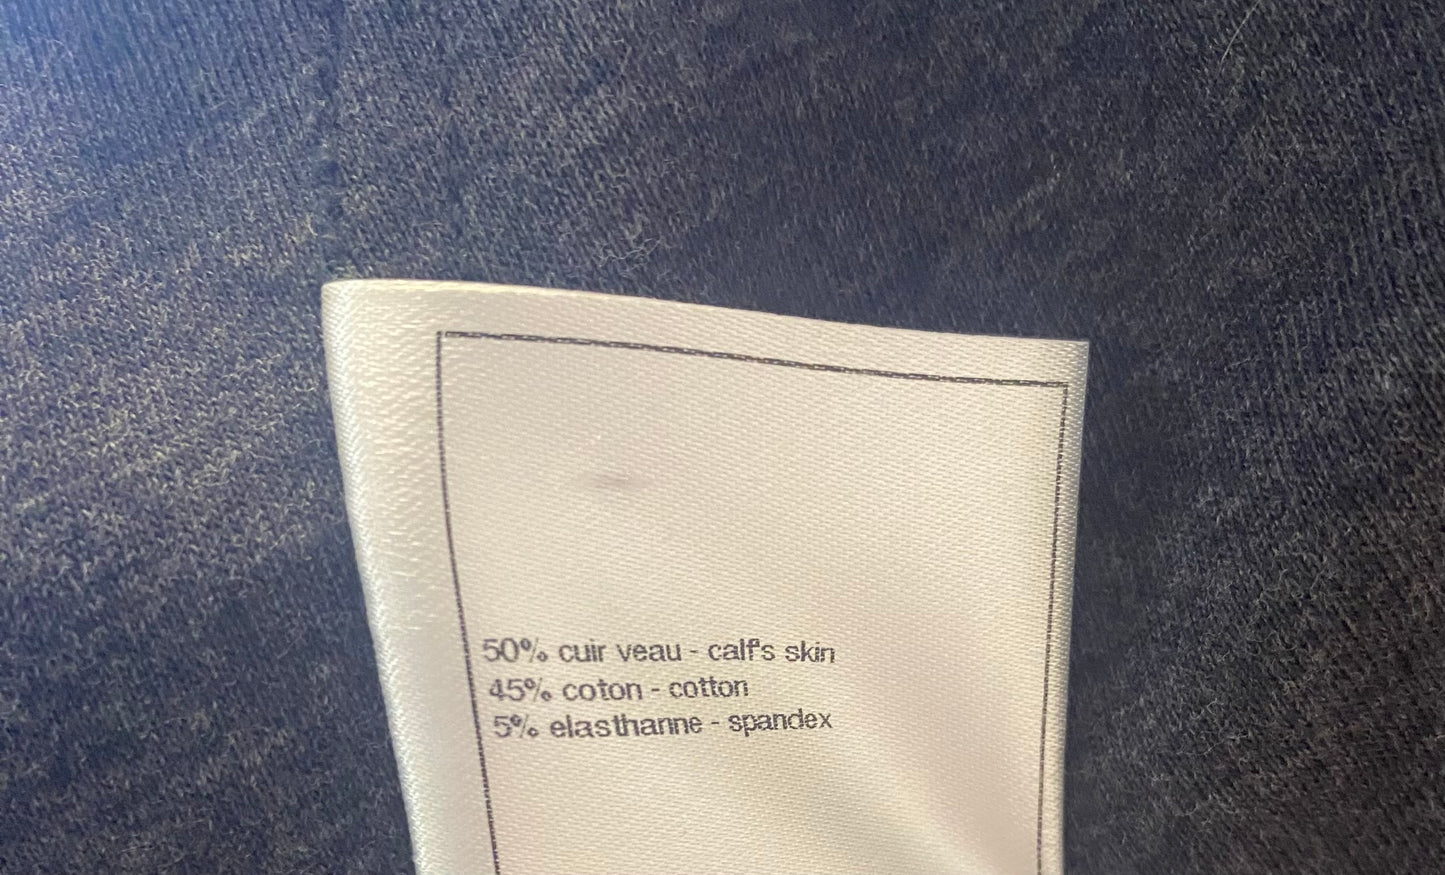 50% cuir veau - calf's skin
45% coton - cotton
5% elasthanne - spandex